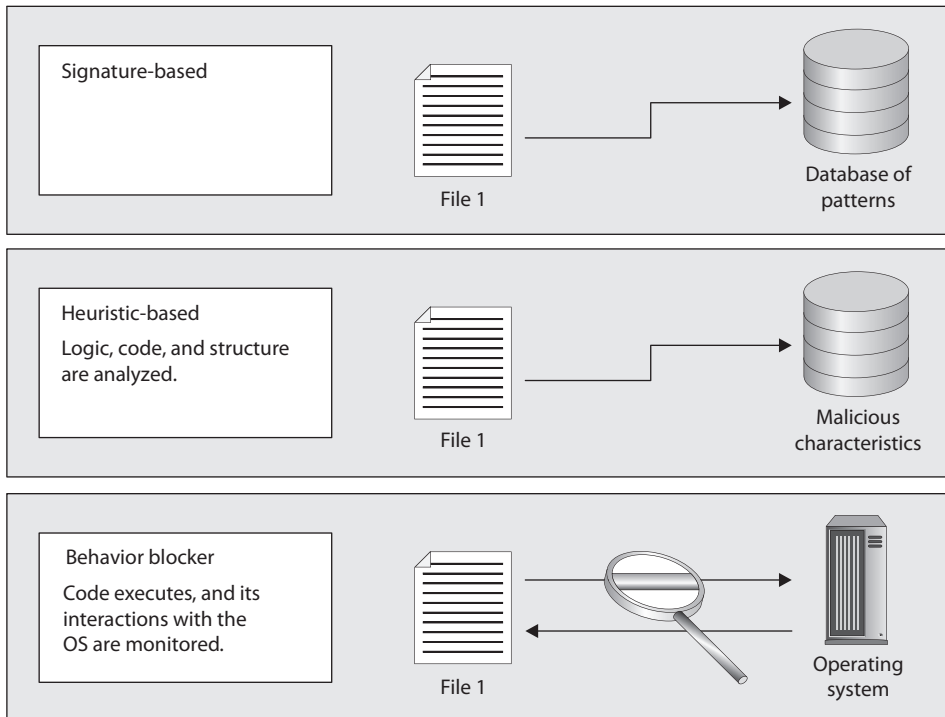 Signature-based
File 1
Database of
patterns
Heuristic-based
Logic, code, and structure
are analyzed.
File 1
Malicious
characteristics
Behavior blocker
Code executes, and its
interactions with the
OS are monitored.
File 1
Operating
system